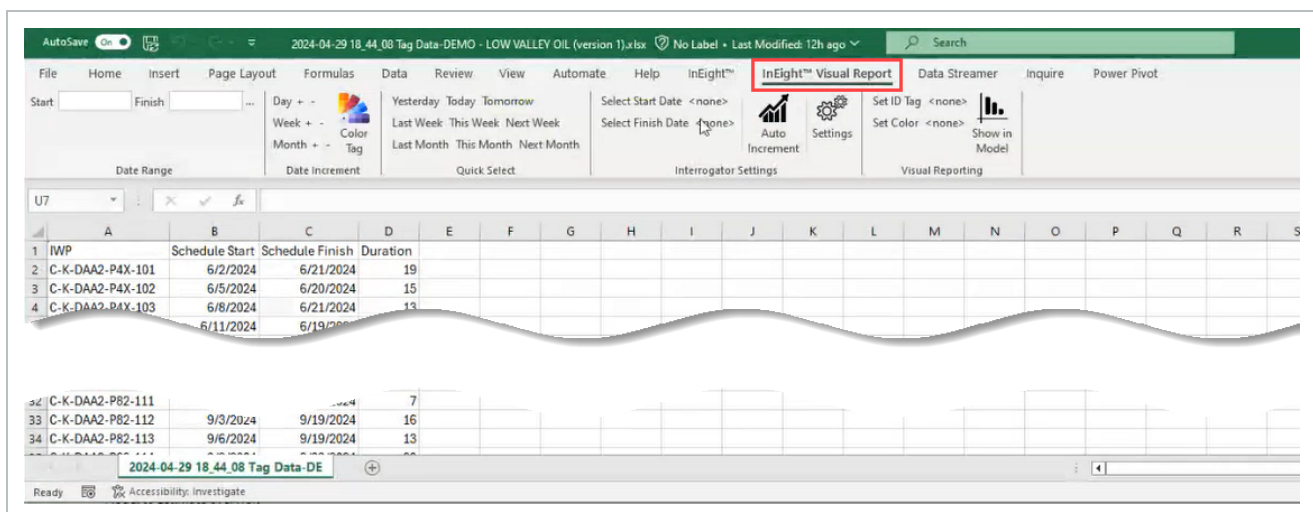 AutoSave On 2024-04-29 18_44_08 Tag Data-DEMO - LOW VALLEY OIL (version 1).xlsx No Label • Last Modified: 12h ago Search
File Home Insert Page Layout Formulas Data Review View Automate Help InEight™ InEight™ Visual Report Data Streamer Inquire Power Pivot
Start Finish ... Day + - Yesterday Today Tomorrow Select Start Date <none> Set ID Tag <none>
Week + - Last Week This Week Next Week Select Finish Date <none> Set Color <none>
Month + - Last Month This Month Next Month
Color Tag
Auto Increment
Settings
Show in Model
Date Range Date Increment Quick Select Interrogator Settings Visual Reporting
U7 fx
A B C D E F G H I J K L M N O P Q R S
1 IWP Schedule Start Schedule Finish Duration
2 C-K-DAA2-P4X-101 6/2/2024 6/21/2024 19
3 C-K-DAA2-P4X-102 6/5/2024 6/20/2024 15
4 C-K-DAA2-P4X-103 6/8/2024 6/21/2024 13
6/11/2024
32 C-K-DAA2-P82-111 7
33 C-K-DAA2-P82-112 9/3/2024 9/19/2024 16
34 C-K-DAA2-P82-113 9/6/2024 9/19/2024 13
2024-04-29 18_44_08 Tag Data-DE
Ready Accessibility: Investigate